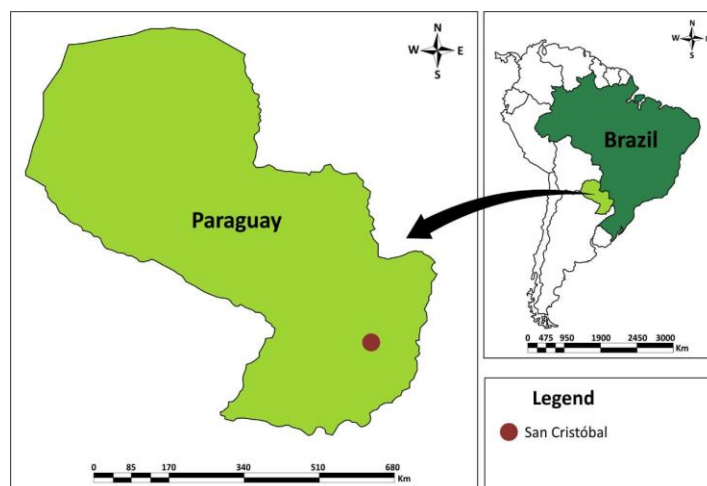 N
W E
S
Paraguay
0 85 170 340 510 680
Km
N
W E
S
Brazil
0 475 950 1900 2450 3000
Km
Legend
San Cristóbal